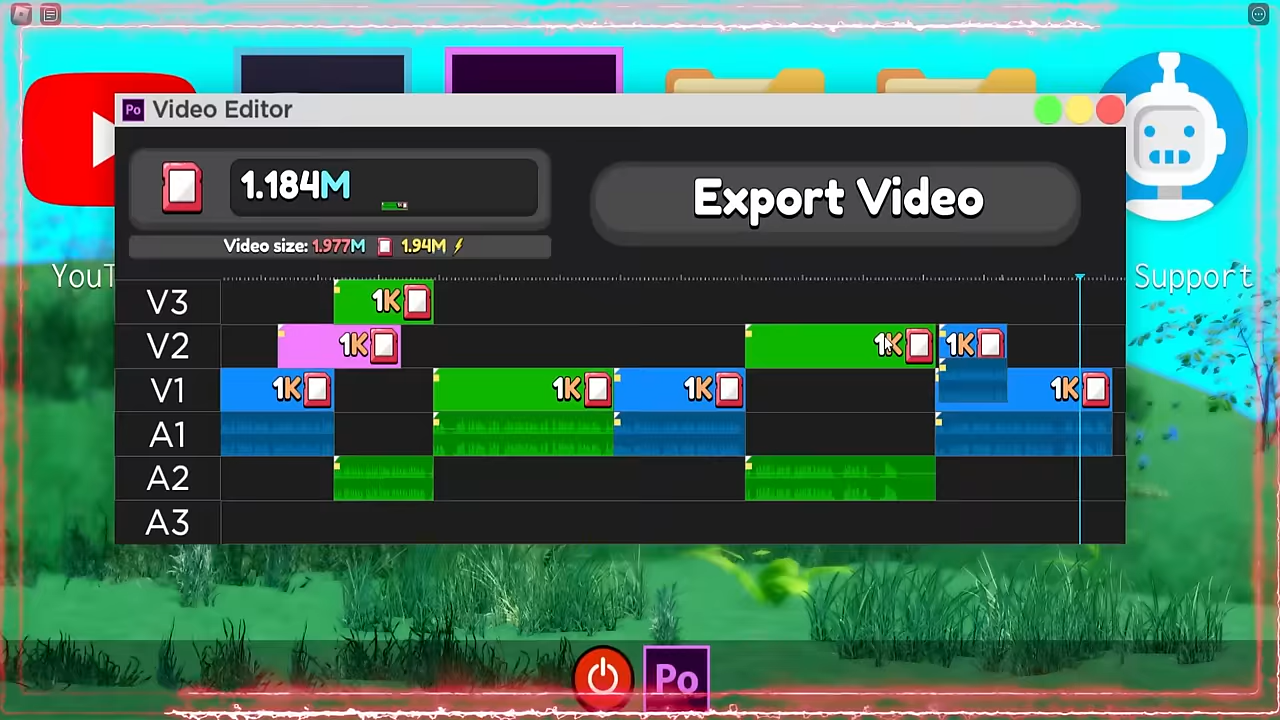 Po Video Editor
1.184M
Export Video
Video size: 1.977M 1.94M
YouT
Support
V3 1K
V2 1K 1K 1K
V1 1K 1K 1K 1K
A1
A2
A3
Po